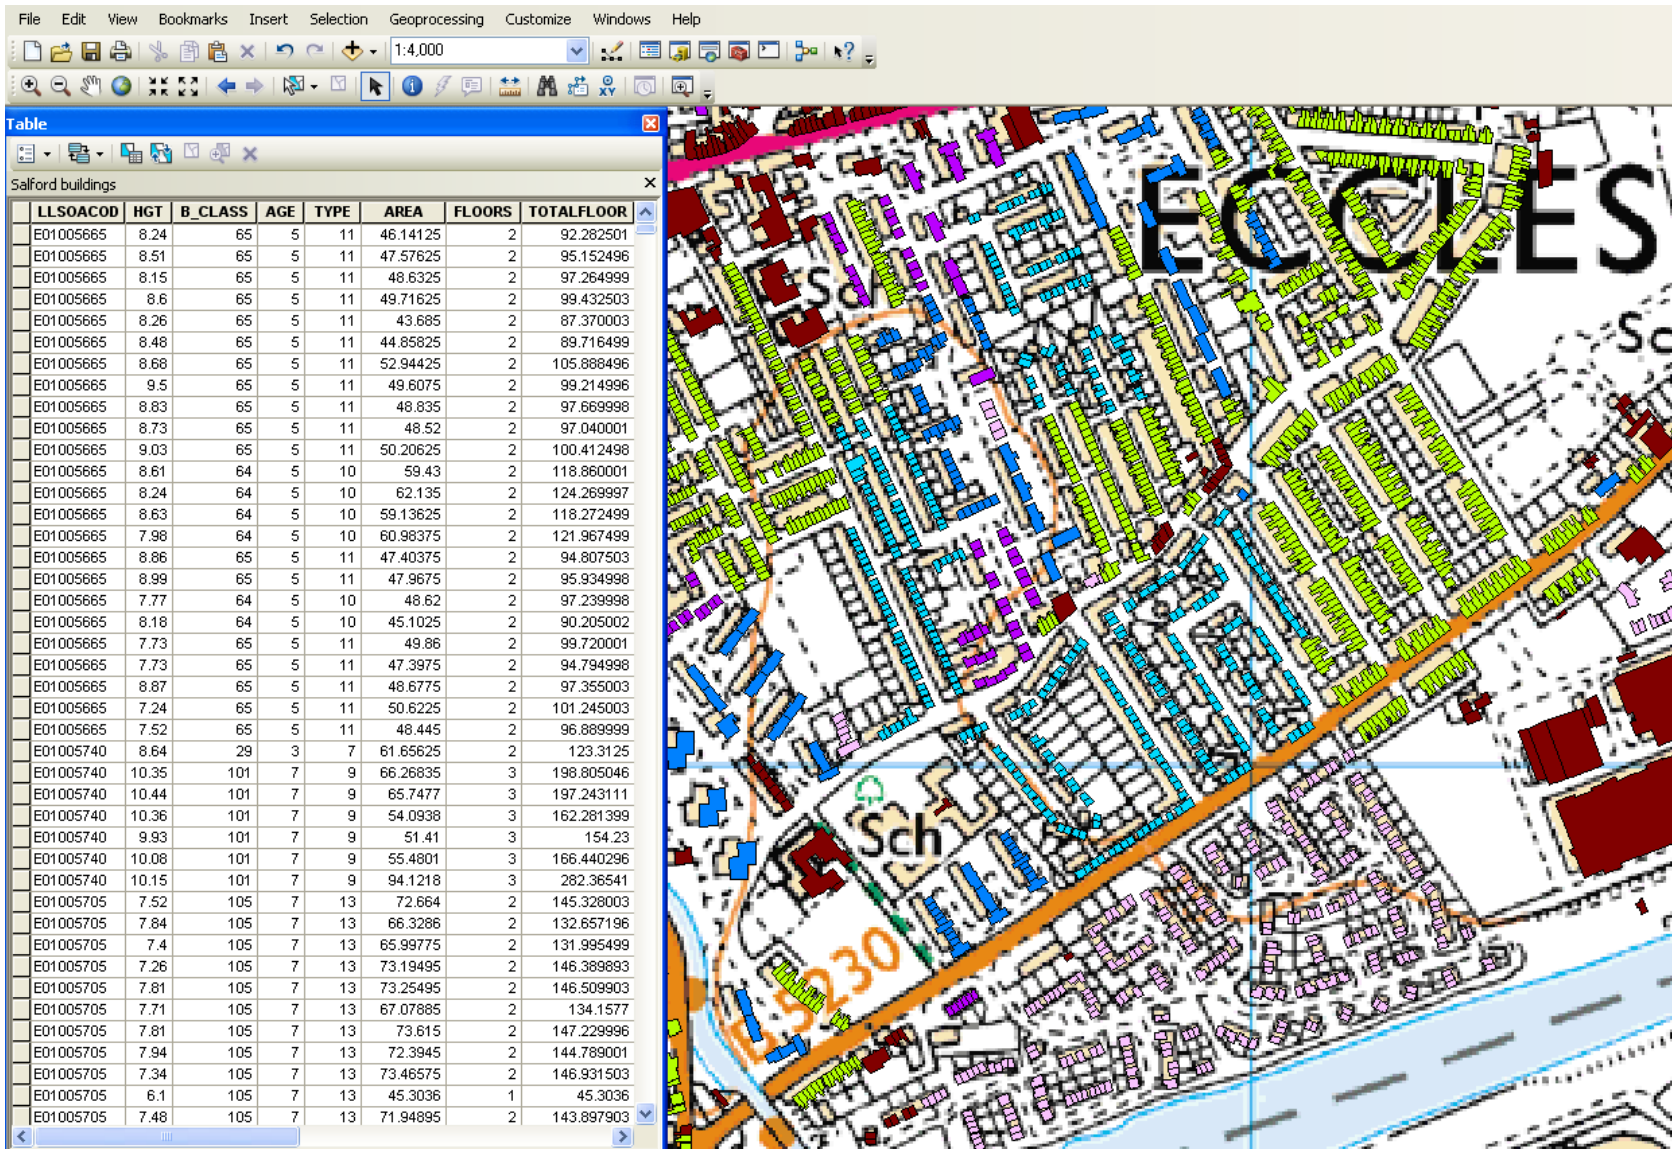 File Edit View Bookmarks Insert Selection Geoprocessing Customize Windows Help
1:4,000
Table
Salford buildings
LLSOACOD HGT B_CLASS AGE TYPE AREA FLOORS TOTALFLOOR
E01005665 8.24 65 5 11 46.14125 2 92.282501
E01005665 8.51 65 5 11 47.57625 2 95.152496
E01005665 8.15 65 5 11 48.6325 2 97.264999
E01005665 8.6 65 5 11 49.71625 2 99.432503
E01005665 8.26 65 5 11 43.685 2 87.370003
E01005665 8.48 65 5 11 44.85825 2 89.716499
E01005665 8.68 65 5 11 52.94425 2 105.888496
E01005665 9.5 65 5 11 49.6075 2 99.214996
E01005665 8.83 65 5 11 48.835 2 97.669998
E01005665 8.73 65 5 11 48.52 2 97.040001
E01005665 9.03 65 5 11 50.20625 2 100.412498
E01005665 8.61 64 5 10 59.43 2 118.860001
E01005665 8.24 64 5 10 62.135 2 124.269997
E01005665 8.63 64 5 10 59.13625 2 118.272499
E01005665 7.98 64 5 10 60.98375 2 121.967499
E01005665 8.86 65 5 11 47.40375 2 94.807503
E01005665 8.99 65 5 11 47.9675 2 95.934998
E01005665 7.77 64 5 10 48.62 2 97.239998
E01005665 8.18 64 5 10 45.1025 2 90.205002
E01005665 7.73 65 5 11 49.86 2 99.720001
E01005665 7.73 65 5 11 47.3975 2 94.794998
E01005665 8.87 65 5 11 48.6775 2 97.355003
E01005665 7.24 65 5 11 50.6225 2 101.245003
E01005665 7.52 65 5 11 48.445 2 96.889999
E01005740 8.64 29 3 7 61.65625 2 123.3125
E01005740 10.35 101 7 9 66.26835 3 198.805046
E01005740 10.44 101 7 9 65.7477 3 197.243111
E01005740 10.36 101 7 9 54.0938 3 162.281399
E01005740 9.93 101 7 9 51.41 3 154.23
E01005740 10.08 101 7 9 55.4801 3 166.440296
E01005740 10.15 101 7 9 94.1218 3 282.36541
E01005705 7.52 105 7 13 72.664 2 145.328003
E01005705 7.84 105 7 13 66.3286 2 132.657196
E01005705 7.4 105 7 13 65.99775 2 131.995499
E01005705 7.26 105 7 13 73.19495 2 146.389893
E01005705 7.81 105 7 13 73.25495 2 146.509903
E01005705 7.71 105 7 13 67.07885 2 134.1577
E01005705 7.81 105 7 13 73.615 2 147.229996
E01005705 7.94 105 7 13 72.3945 2 144.789001
E01005705 7.34 105 7 13 73.46575 2 146.931503
E01005705 6.1 105 7 13 45.3036 1 45.3036
E01005705 7.48 105 7 13 71.94895 2 143.897903
ECCLES
Sch
Sc
Sch
230